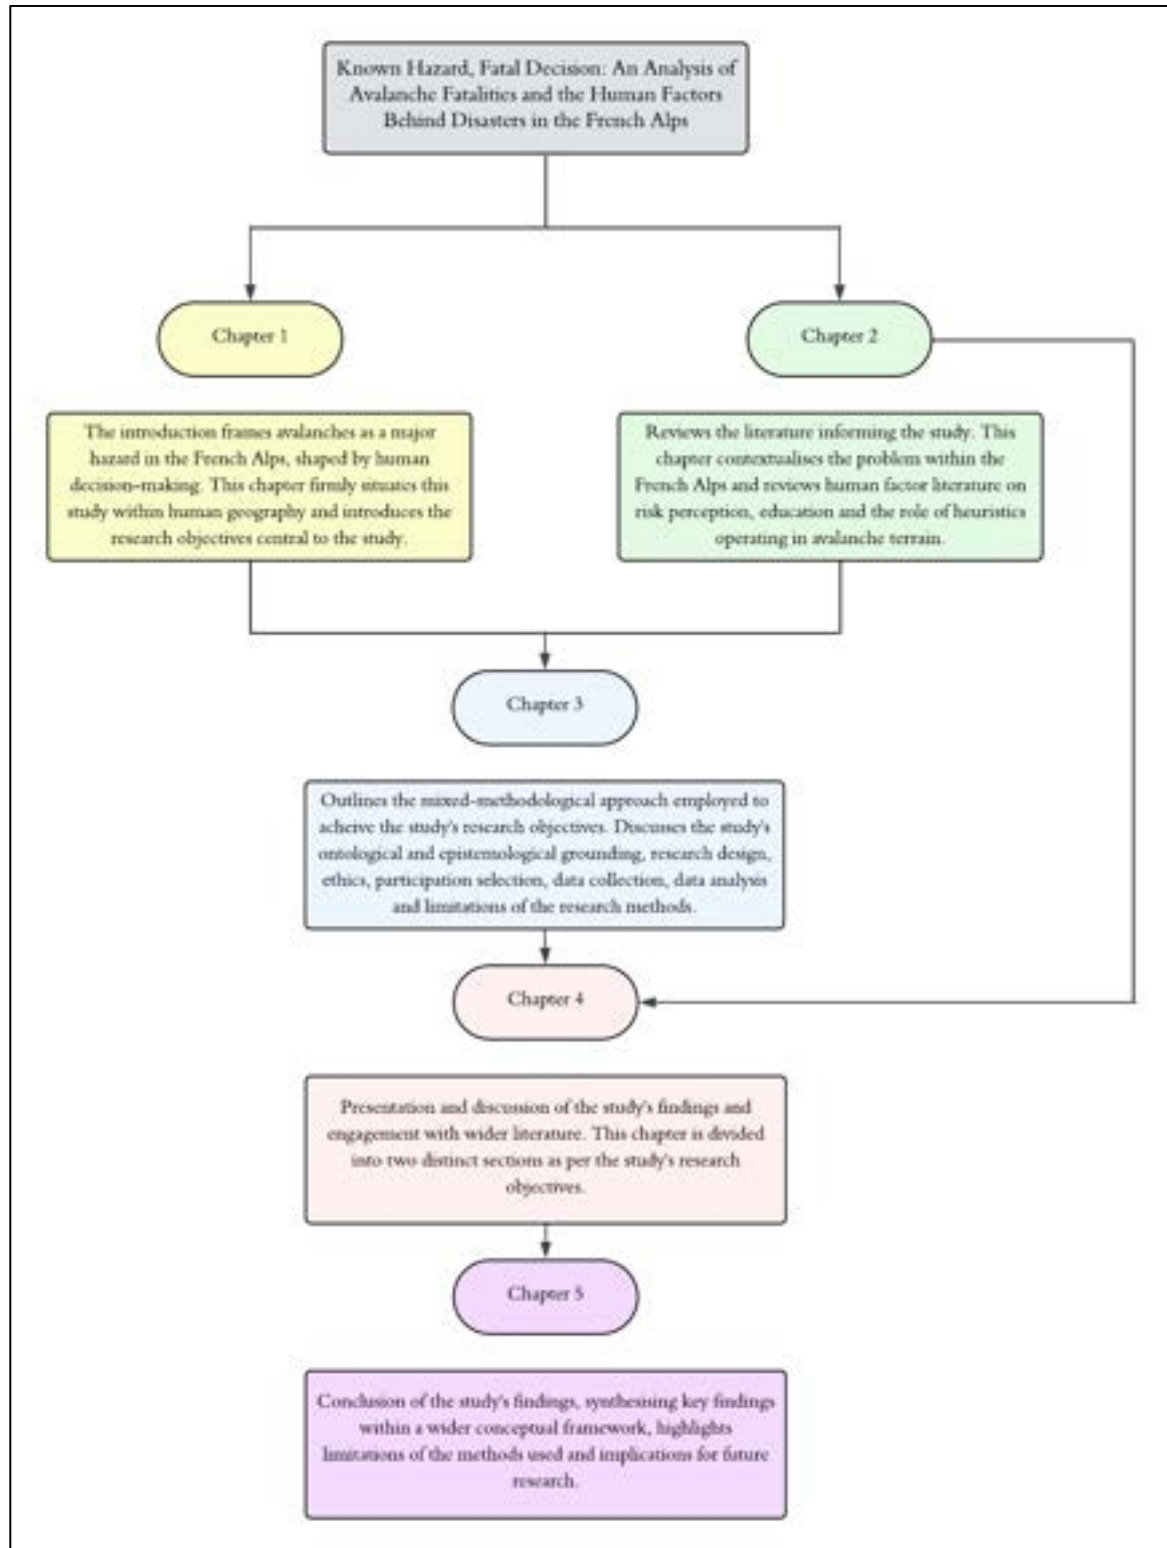 Known Hazard, Fatal Decision: An Analysis of
Avalanche Fatalities and the Human Factors
Behind Disasters in the French Alps
Chapter 1
Chapter 2
The introduction frames avalanches as a major
hazard in the French Alps, shaped by human
decision-making. This chapter firmly situates this
study within human geography and introduces the
research objectives central to the study.
Reviews the literature informing the study. This
chapter contextualises the problem within the
French Alps and reviews human factor literature on
risk perception, education and the role of heuristics
operating in avalanche terrain.
Chapter 3
Outlines the mixed-methodological approach employed to
acheive the study's research objectives. Discusses the study's
ontological and epistemological grounding, research design,
ethics, participation selection, data collection, data analysis
and limitations of the research methods.
Chapter 4
Presentation and discussion of the study's findings and
engagement with wider literature. This chapter is divided
into two distinct sections as per the study's research
objectives.
Chapter 5
Conclusion of the study's findings, synthesising key findings
within a wider conceptual framework, highlights
limitations of the methods used and implications for future
research.